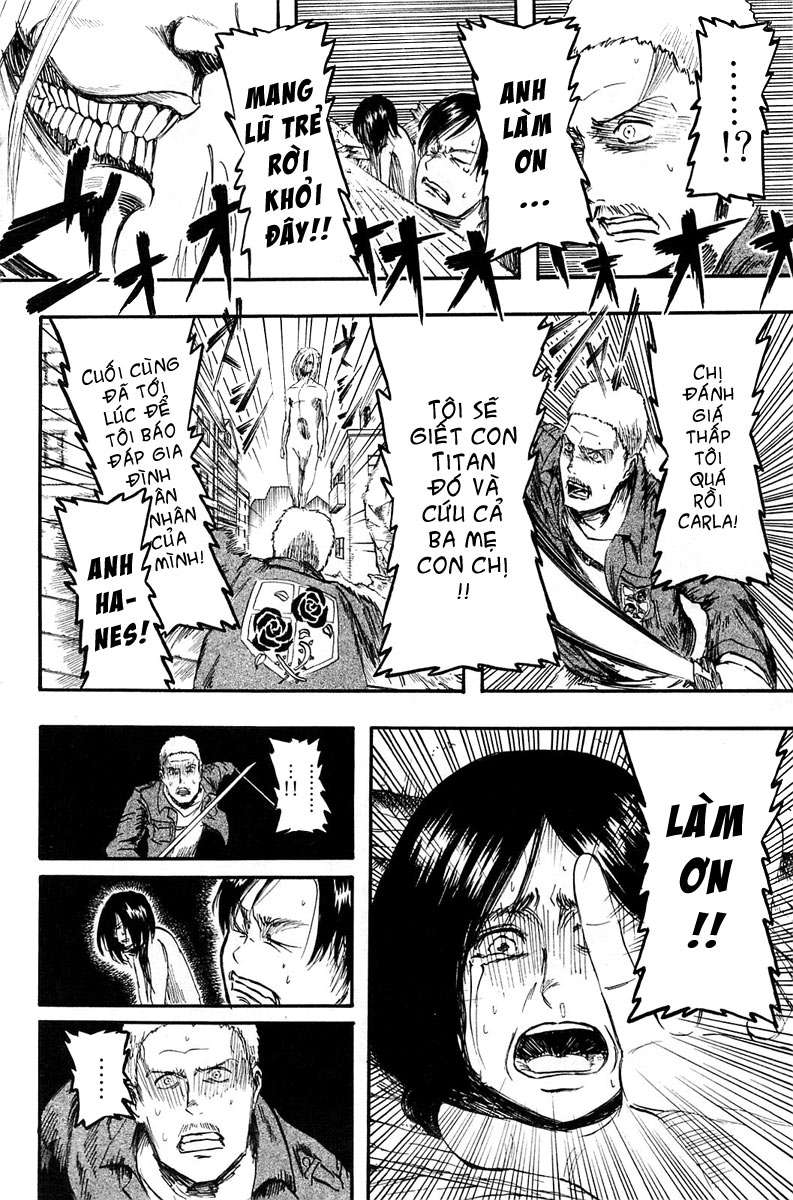 .......
!?
ANH
LÀM
ƠN
...
MANG
LŨ TRẺ
RỜI
KHỎI
ĐÂY!!
CHỊ
ĐÁNH
GIÁ
THẤP
TÔI
QUÁ
RỒI
CARLA!
TÔI SẼ
GIẾT CON
TITAN
ĐÓ VÀ
CỨU CẢ
BA MẸ
CON CHỊ
!!
CUỐI CÙNG
ĐÃ TỚI
LÚC ĐỂ
TÔI BÁO
ĐÁP GIA
ĐÌNH
ÂN
NHÂN
CỦA
MÌNH!
ANH
HA-
NES!
LÀM
ƠN
!!
.......
!!
......